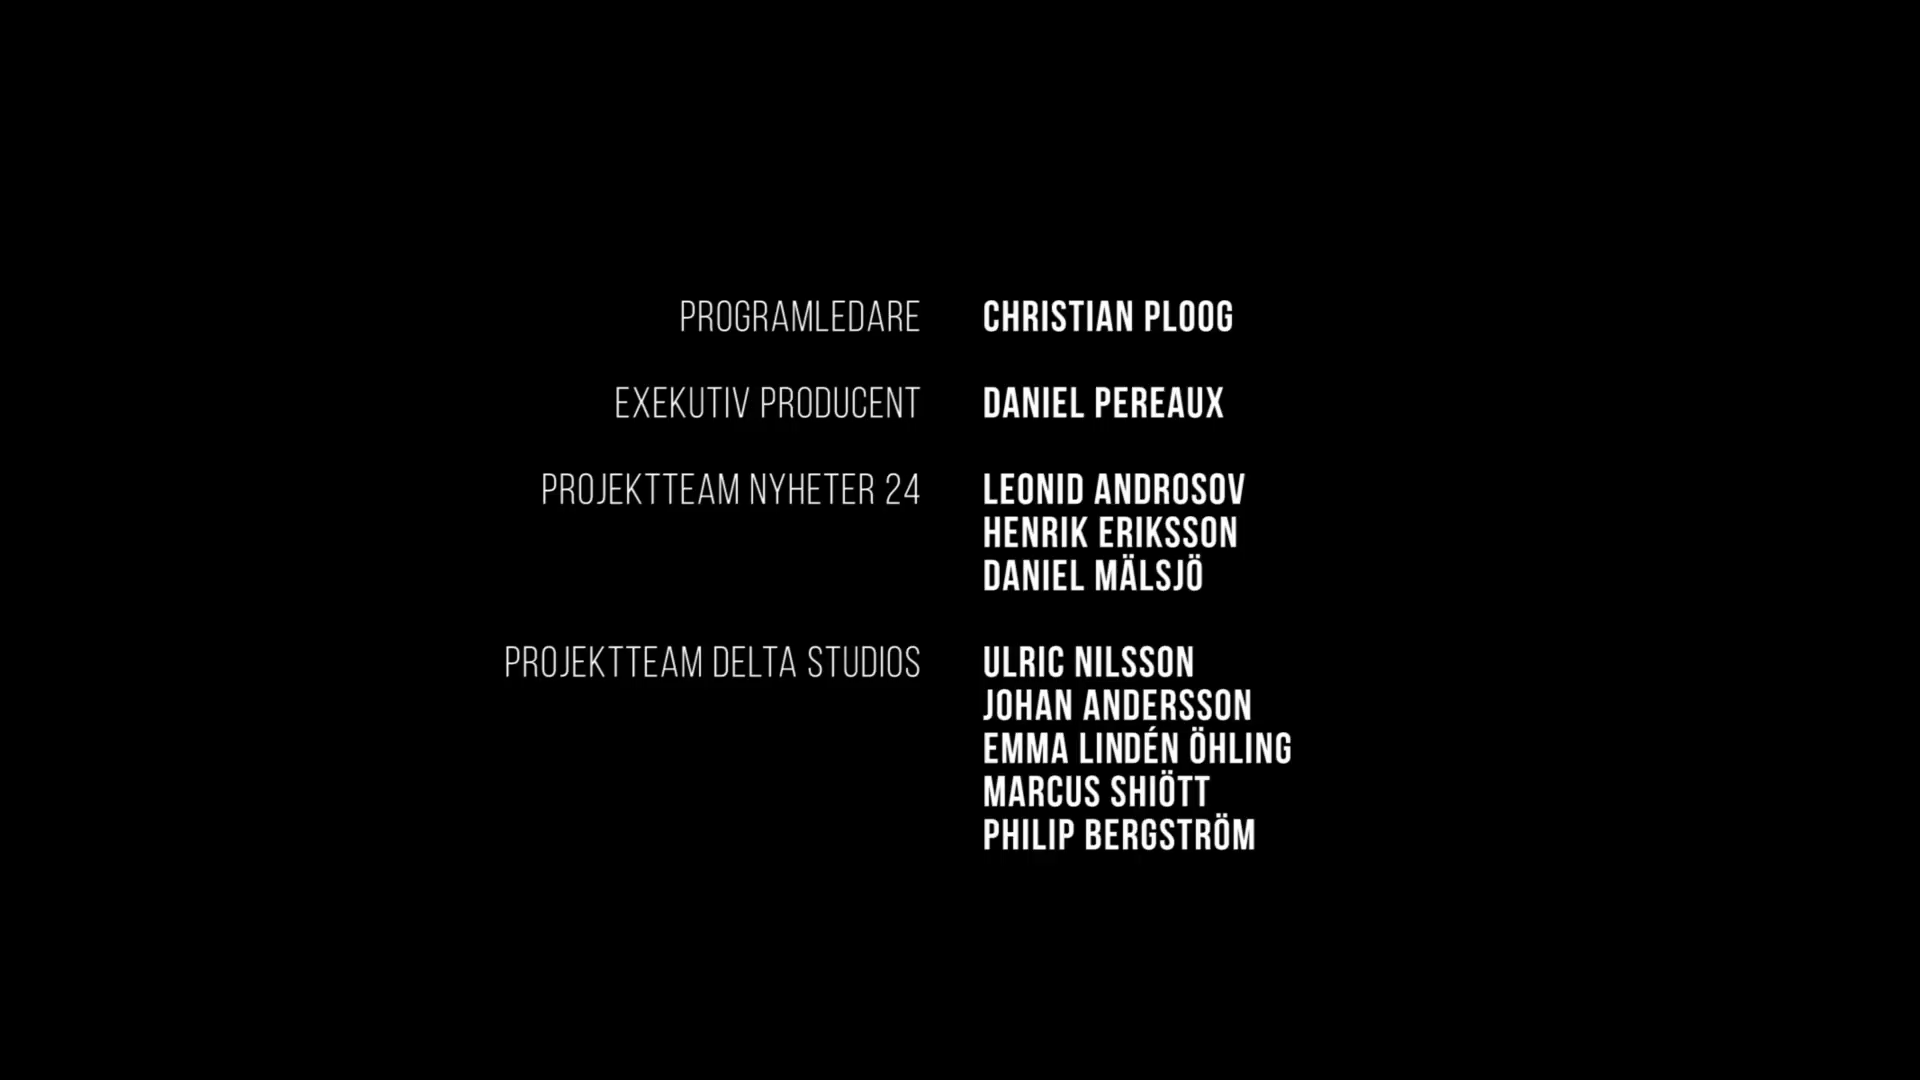 PROGRAMLEDARE CHRISTIAN PLOOG
EXEKUTIV PRODUCENT DANIEL PEREAUX
PROJEKTTEAM NYHETER 24 LEONID ANDROSOV
HENRIK ERIKSSON
DANIEL MÄLSJÖ
PROJEKTTEAM DELTA STUDIOS ULRIC NILSSON
JOHAN ANDERSSON
EMMA LINDÉN ÖHLING
MARCUS SHIÖTT
PHILIP BERGSTRÖM